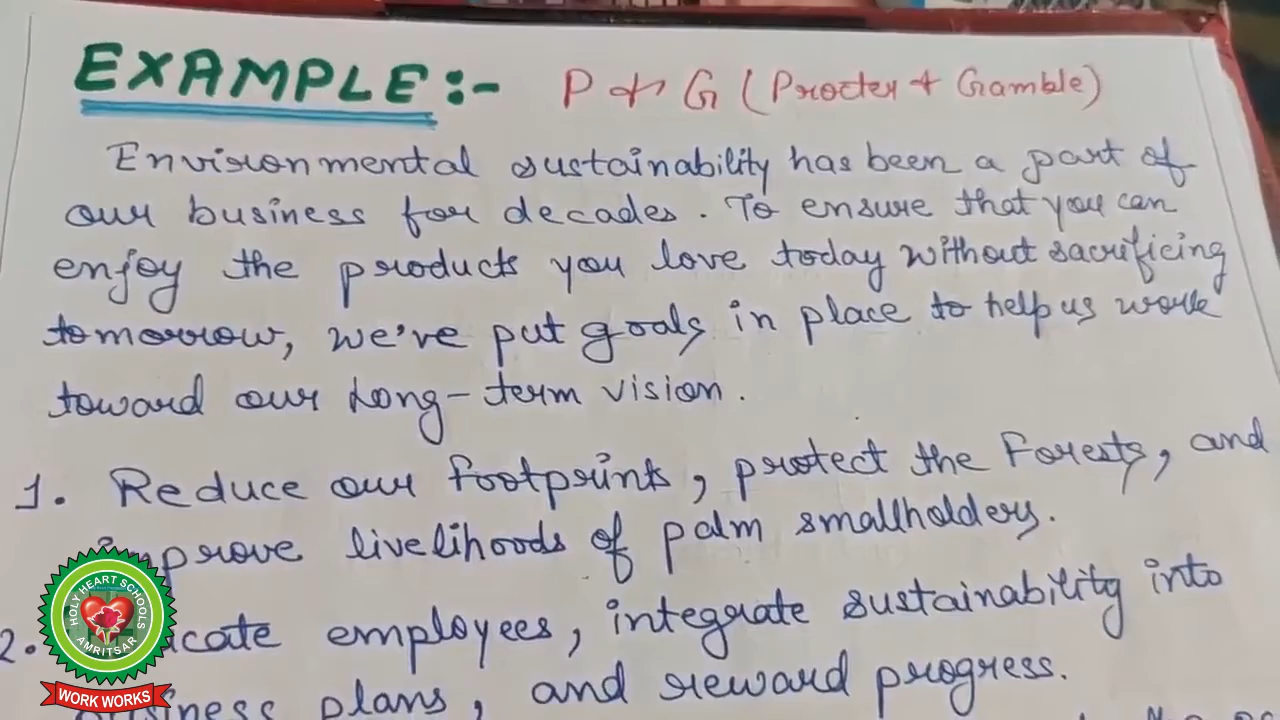 EXAMPLE:- P & G (Procter & Gamble)
Environmental sustainability has been a part of
our business for decades. To ensure that you can
enjoy the products you love today without sacrificing
tomorrow, we've put goals in place to help us work
toward our Long-term vision.
1. Reduce our footprints, protect the Forests, and
improve livelihoods of palm smallholders.
2. cate employees, integrate sustainability into
iness plans, and reward progress.
HOLY HEART SCHOOLS
AMRITSAR
WORK WORKS